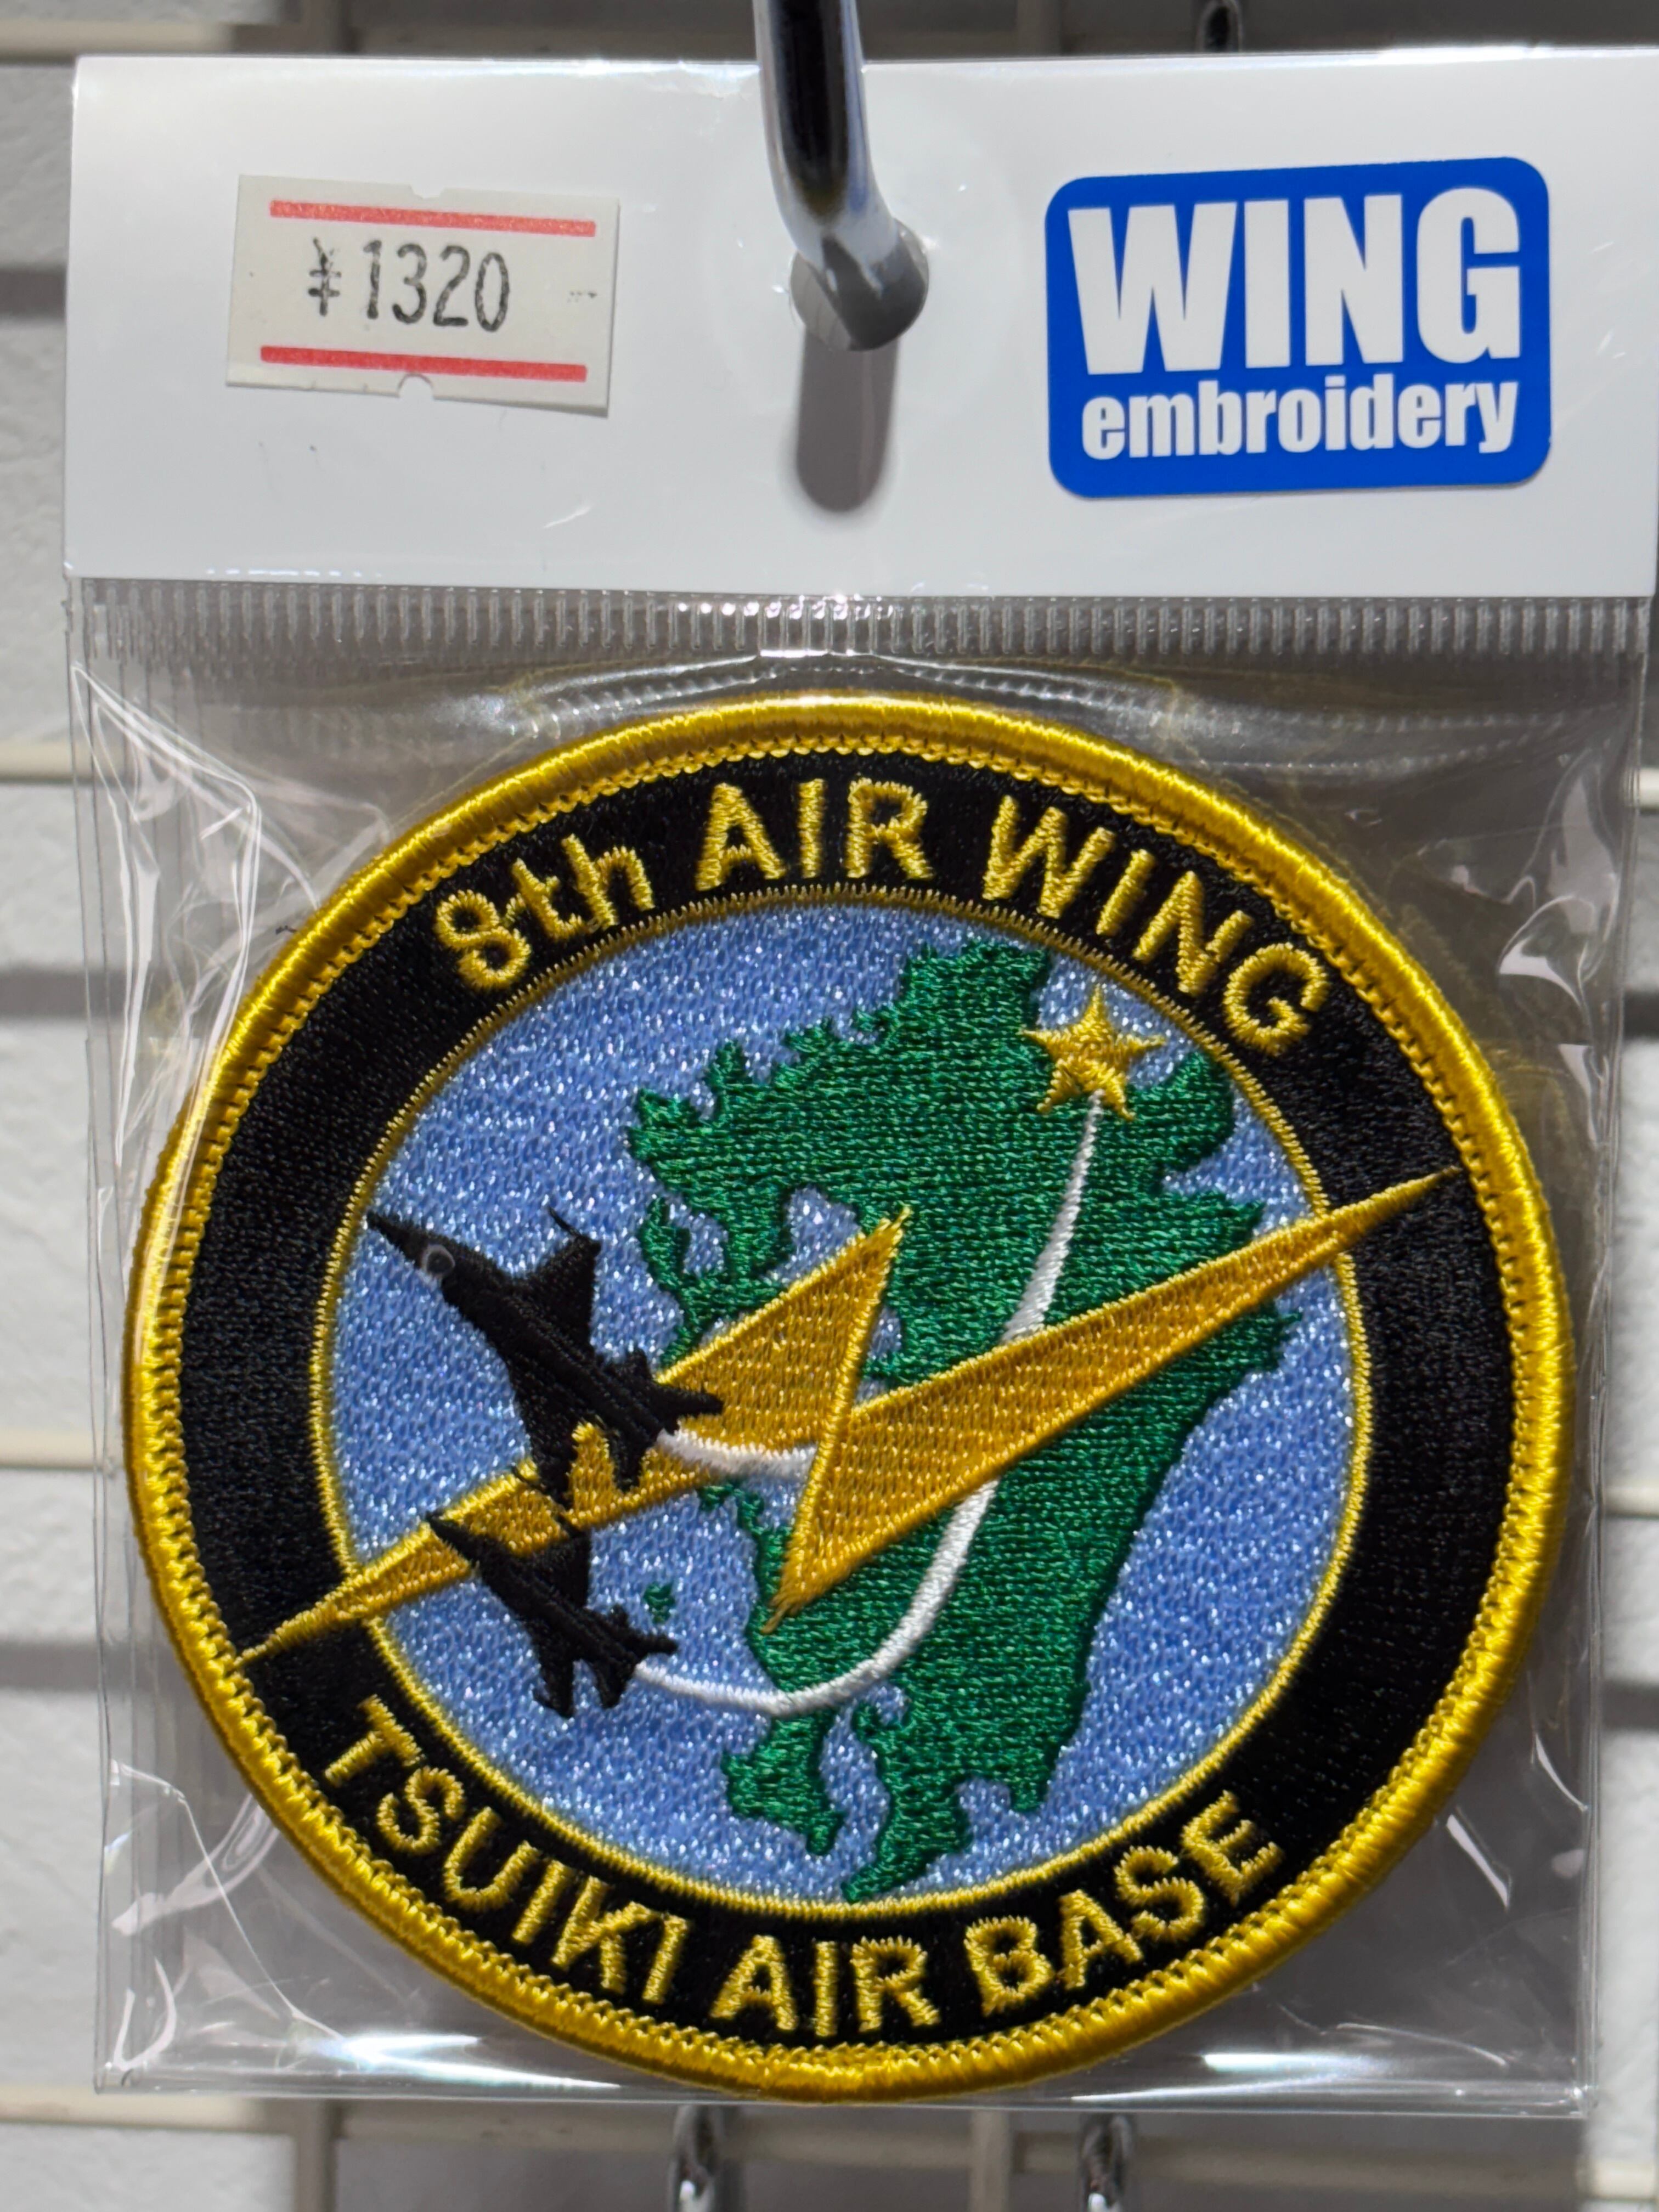 ¥1320
WING
embroidery
8th AIR WING
TSUIKI AIR BASE